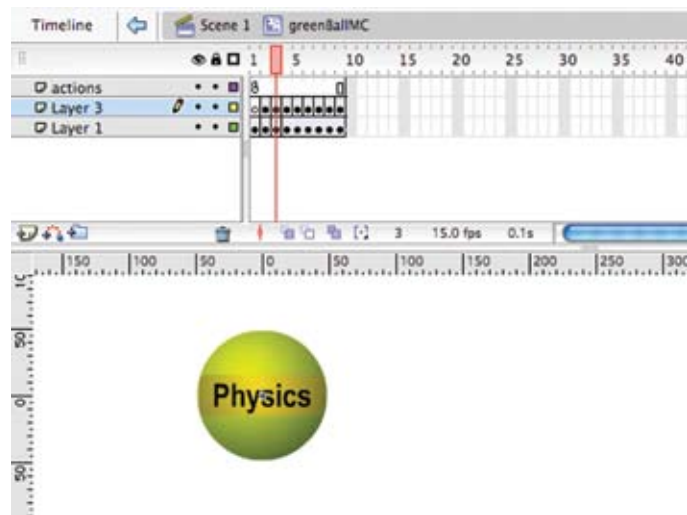 Timeline Scene 1 greenBallMC
1 5 10 15 20 25 30 35 40
actions
Layer 3
Layer 1
3 15.0 fps 0.1s
150 100 50 0 50 100 150 200 250 300
50
0
50
Physics